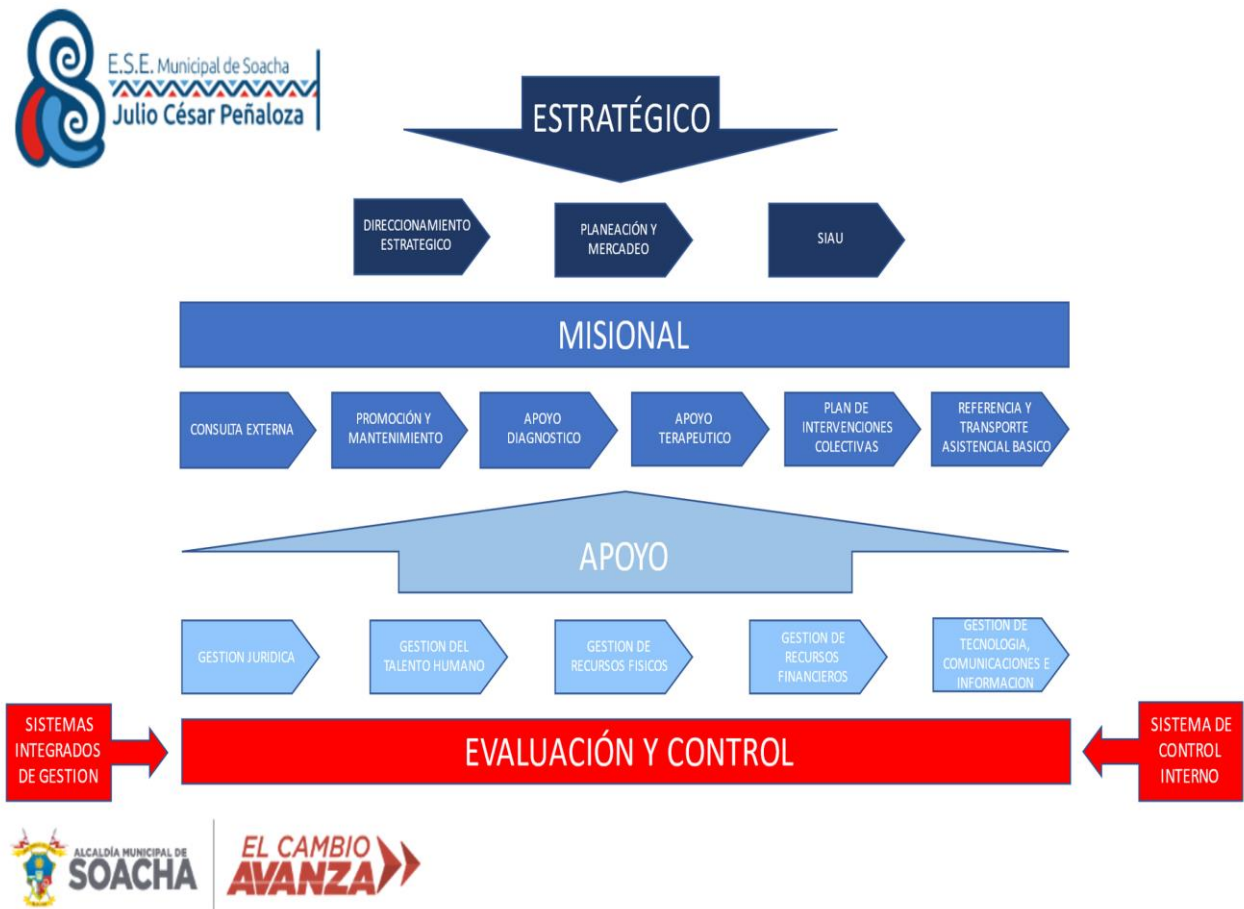 E.S.E. Municipal de Soacha
Julio César Peñaloza
ESTRATÉGICO
DIRECCIONAMIENTO
ESTRATEGICO
PLANEACIÓN Y
MERCADEO
SIAU
MISIONAL
CONSULTA EXTERNA
PROMOCIÓN Y
MANTENIMIENTO
APOYO
DIAGNOSTICO
APOYO
TERAPEUTICO
PLAN DE
INTERVENCIONES
COLECTIVAS
REFERENCIA Y
TRANSPORTE
ASISTENCIAL BASICO
APOYO
GESTION JURIDICA
GESTION DEL
TALENTO HUMANO
GESTION DE
RECURSOS FISICOS
GESTION DE
RECURSOS
FINANCIEROS
GESTION DE
TECNOLOGIA,
COMUNICACIONES E
INFORMACION
SISTEMAS
INTEGRADOS
DE GESTION
EVALUACIÓN Y CONTROL
SISTEMA DE
CONTROL
INTERNO
ALCALDÍA MUNICIPAL DE
SOACHA
EL CAMBIO
AVANZA